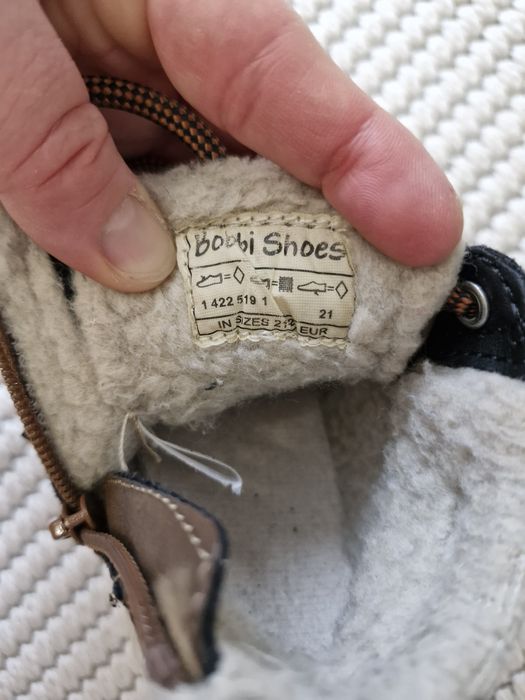 Bobbi Shoes
1 422 519 1 21
IN SIZES 21 EUR